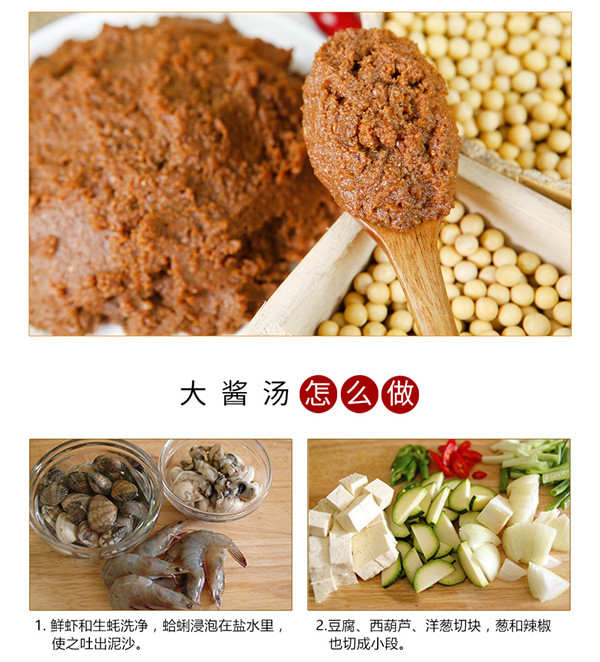 大酱汤怎么做
1. 鲜虾和生蚝洗净，蛤蜊浸泡在盐水里，
使之吐出泥沙。
2.豆腐、西葫芦、洋葱切块，葱和辣椒
也切成小段。